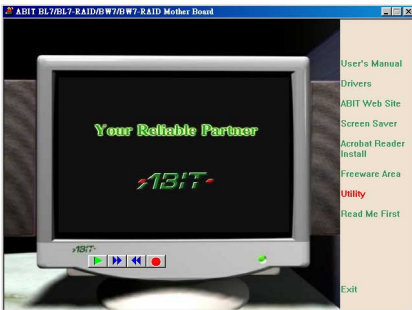 ABIT BL7/BL7-RAID/BW7/BW7-RAID Mother Board
Your Reliable Partner
ABIT
ABIT
User's Manual
Drivers
ABIT Web Site
Screen Saver
Acrobat Reader
Install
Freeware Area
Utility
Read Me First
Exit